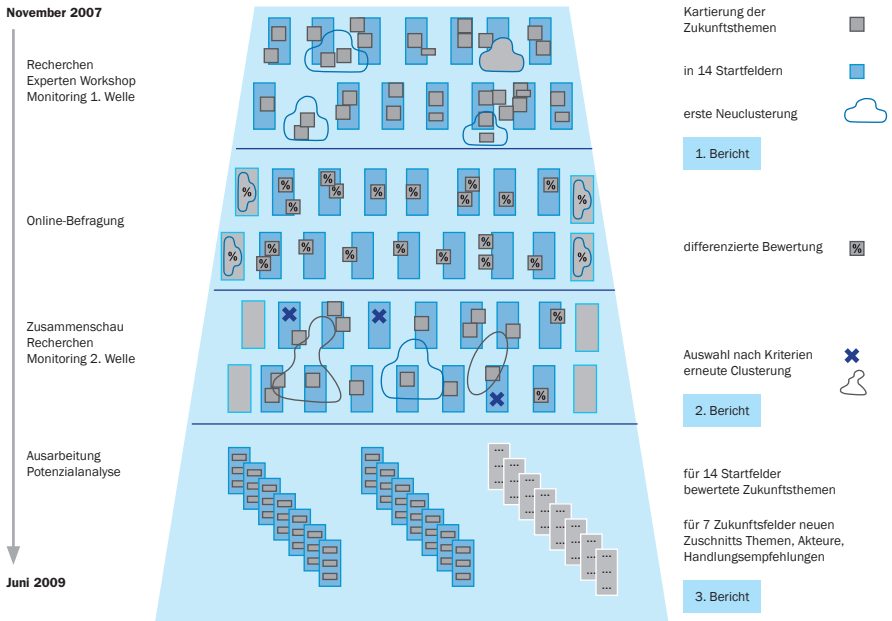 November 2007
Recherchen
Experten Workshop
Monitoring 1. Welle
Online-Befragung
Zusammenschau
Recherchen
Monitoring 2. Welle
Ausarbeitung
Potenzialanalyse
Juni 2009
% % % % % % % % % % % %
% % % % % % % % % % % %
%
%
... ... ... ... ... ... ... ...
Kartierung der
Zukunftsthemen
in 14 Startfeldern
erste Neuclusterung
1. Bericht
differenzierte Bewertung %
Auswahl nach Kriterien
erneute Clusterung
2. Bericht
für 14 Startfelder
bewertete Zukunftsthemen
für 7 Zukunftsfelder neuen
Zuschnitts Themen, Akteure,
Handlungsempfehlungen
3. Bericht